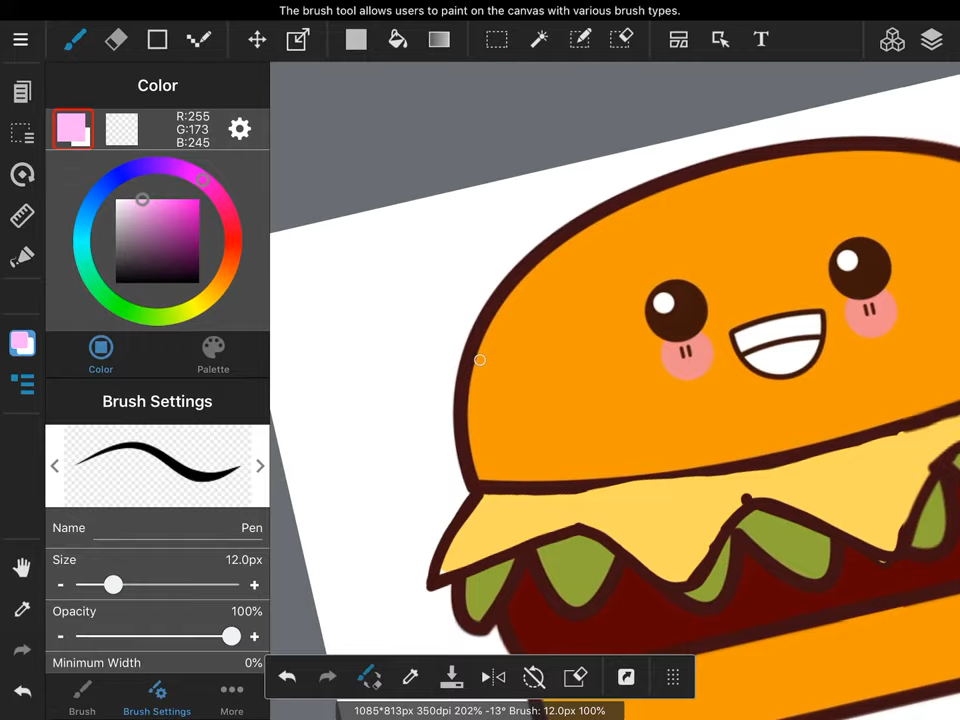 The brush tool allows users to paint on the canvas with various brush types.
T
Color
R:255
G:173
B:245
Color
Palette
Brush Settings
Name Pen
Size 12.0px
- +
Opacity 100%
- +
Minimum Width 0%
Brush
Brush Settings
More
1085*813px 350dpi 202% -13° Brush: 12.0px 100%